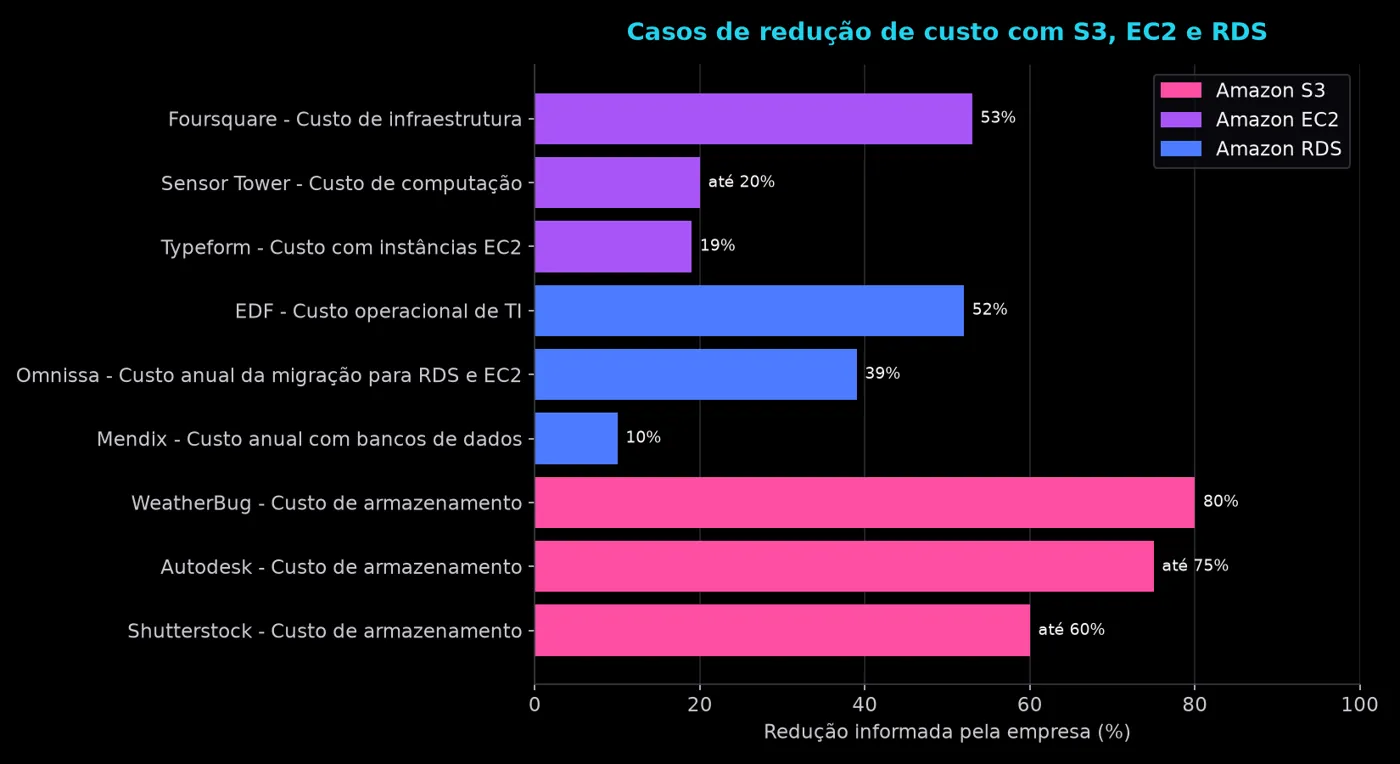 Casos de redução de custo com S3, EC2 e RDS
Amazon S3
Amazon EC2
Amazon RDS
Foursquare - Custo de infraestrutura
53%
Sensor Tower - Custo de computação
até 20%
Typeform - Custo com instâncias EC2
19%
EDF - Custo operacional de TI
52%
Omnissa - Custo anual da migração para RDS e EC2
39%
Mendix - Custo anual com bancos de dados
10%
WeatherBug - Custo de armazenamento
80%
Autodesk - Custo de armazenamento
até 75%
Shutterstock - Custo de armazenamento
até 60%
0 20 40 60 80 100
Redução informada pela empresa (%)